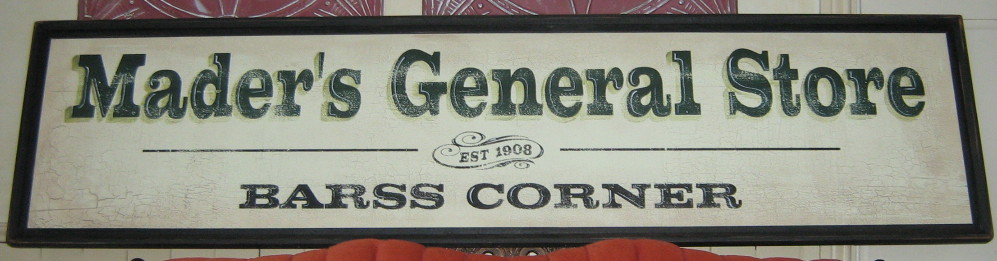 Mader's General Store
EST 1908
BARSS CORNER